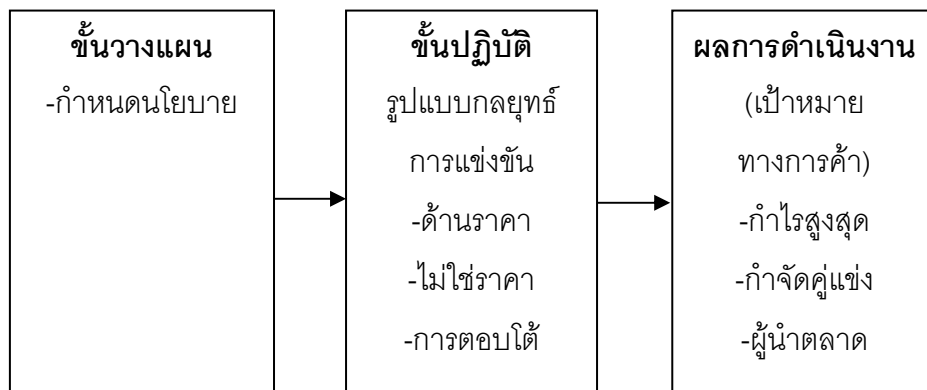 ขั้นวางแผน
-กำหนดนโยบาย
ขั้นปฏิบัติ
รูปแบบกลยุทธ์
การแข่งขัน
-ด้านราคา
-ไม่ใช่ราคา
-การตอบโต้
ผลการดำเนินงาน
(เป้าหมาย
ทางการค้า)
-กำไรสูงสุด
-กำจัดคู่แข่ง
-ผู้นำตลาด